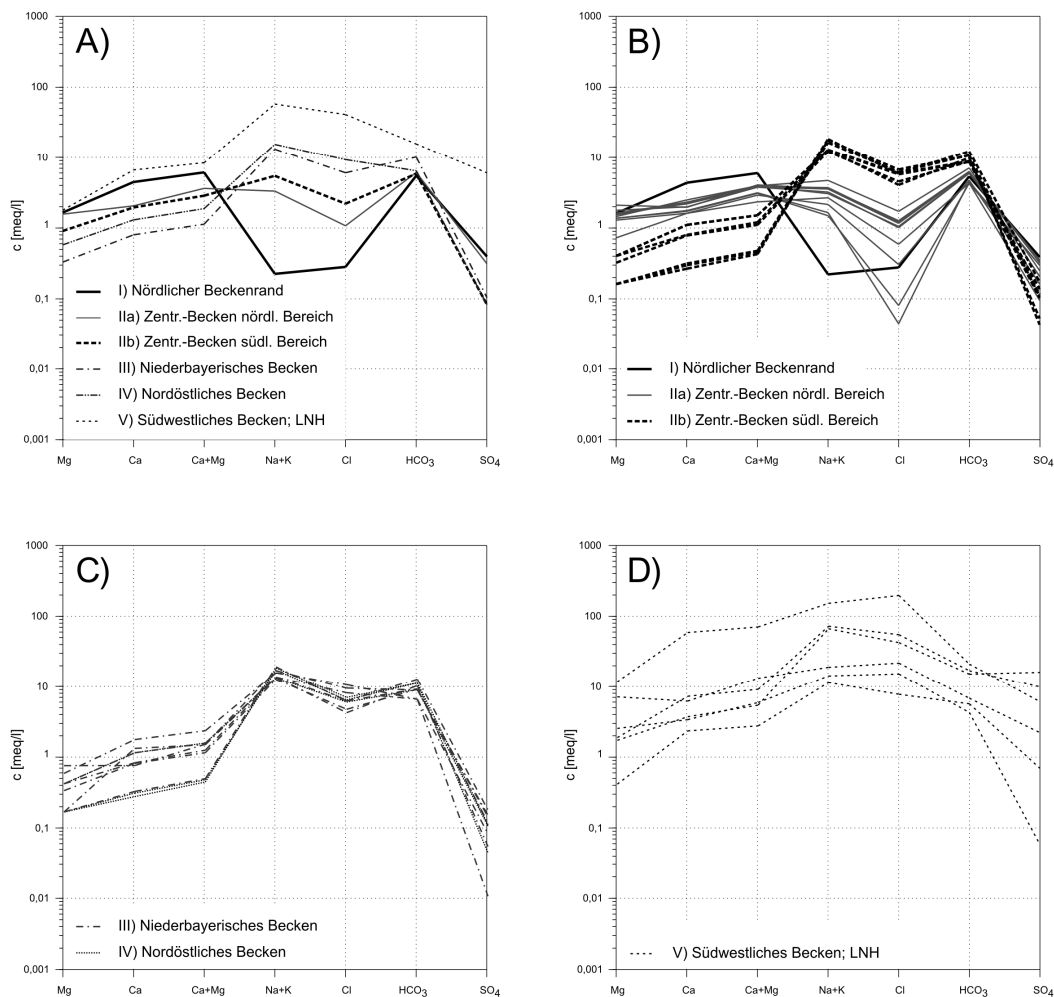 A)
1000
100
10
1
0,1
0,01
0,001
c [meq/l]
I) Nördlicher Beckenrand
IIa) Zentr.-Becken nördl. Bereich
IIb) Zentr.-Becken südl. Bereich
III) Niederbayerisches Becken
IV) Nordöstliches Becken
V) Südwestliches Becken; LNH
Mg Ca Ca+Mg Na+K Cl HCO3 SO4
B)
1000
100
10
1
0,1
0,01
0,001
c [meq/l]
I) Nördlicher Beckenrand
IIa) Zentr.-Becken nördl. Bereich
IIb) Zentr.-Becken südl. Bereich
Mg Ca Ca+Mg Na+K Cl HCO3 SO4
C)
1000
100
10
1
0,1
0,01
0,001
c [meq/l]
III) Niederbayerisches Becken
IV) Nordöstliches Becken
Mg Ca Ca+Mg Na+K Cl HCO3 SO4
D)
1000
100
10
1
0,1
0,01
0,001
c [meq/l]
V) Südwestliches Becken; LNH
Mg Ca Ca+Mg Na+K Cl HCO3 SO4